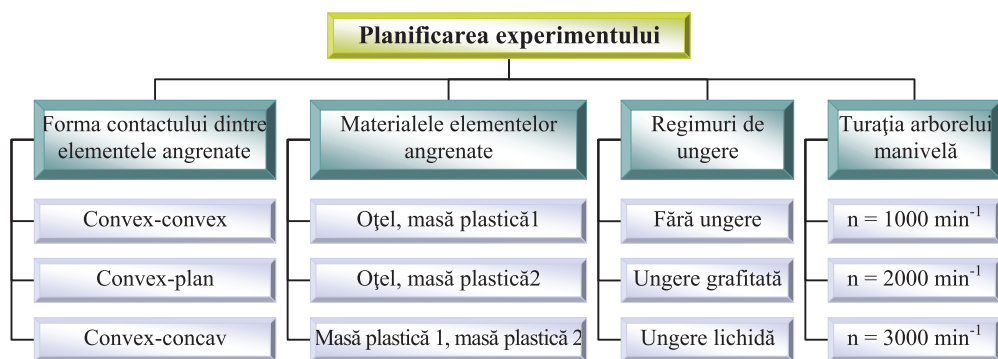 Planificarea experimentului
Forma contactului dintre
elementele angrenate
Convex-convex
Convex-plan
Convex-concav
Materialele elementelor
angrenate
Oţel, masă plastică1
Oţel, masă plastică2
Masă plastică 1, masă plastică 2
Regimuri de
ungere
Fără ungere
Ungere grafitată
Ungere lichidă
Turaţia arborelui
manivelă
n = 1000 min⁻¹
n = 2000 min⁻¹
n = 3000 min⁻¹